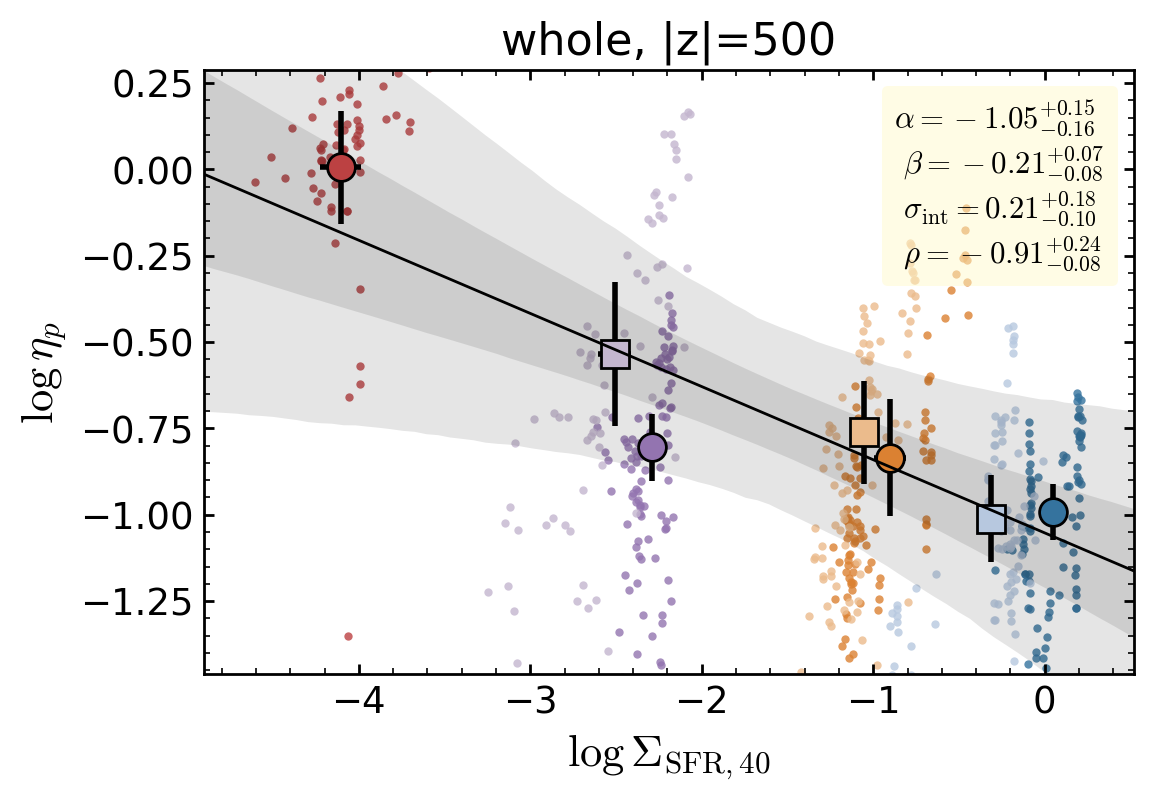 whole, |z|=500
0.25
0.00
−0.25
−0.50
−0.75
−1.00
−1.25
log η_p
α = −1.05^{+0.15}_{−0.16}
β = −0.21^{+0.07}_{−0.08}
σ_int = 0.21^{+0.18}_{−0.10}
ρ = −0.91^{+0.24}_{−0.08}
−4 −3 −2 −1 0
log Σ_{SFR, 40}